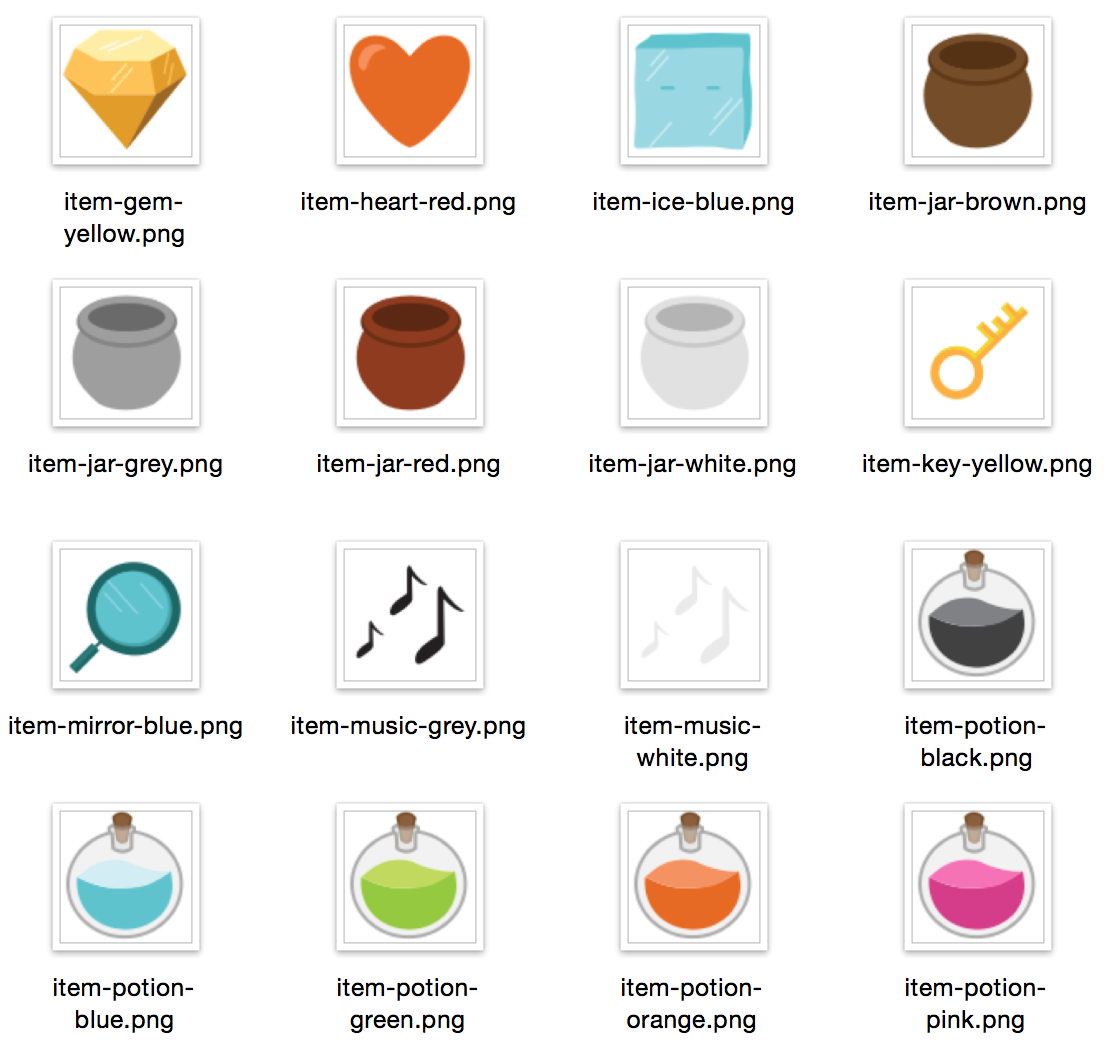 item-gem-
yellow.png
item-heart-red.png
item-ice-blue.png
item-jar-brown.png
item-jar-grey.png
item-jar-red.png
item-jar-white.png
item-key-yellow.png
item-mirror-blue.png
item-music-grey.png
item-music-
white.png
item-potion-
black.png
item-potion-
blue.png
item-potion-
green.png
item-potion-
orange.png
item-potion-
pink.png